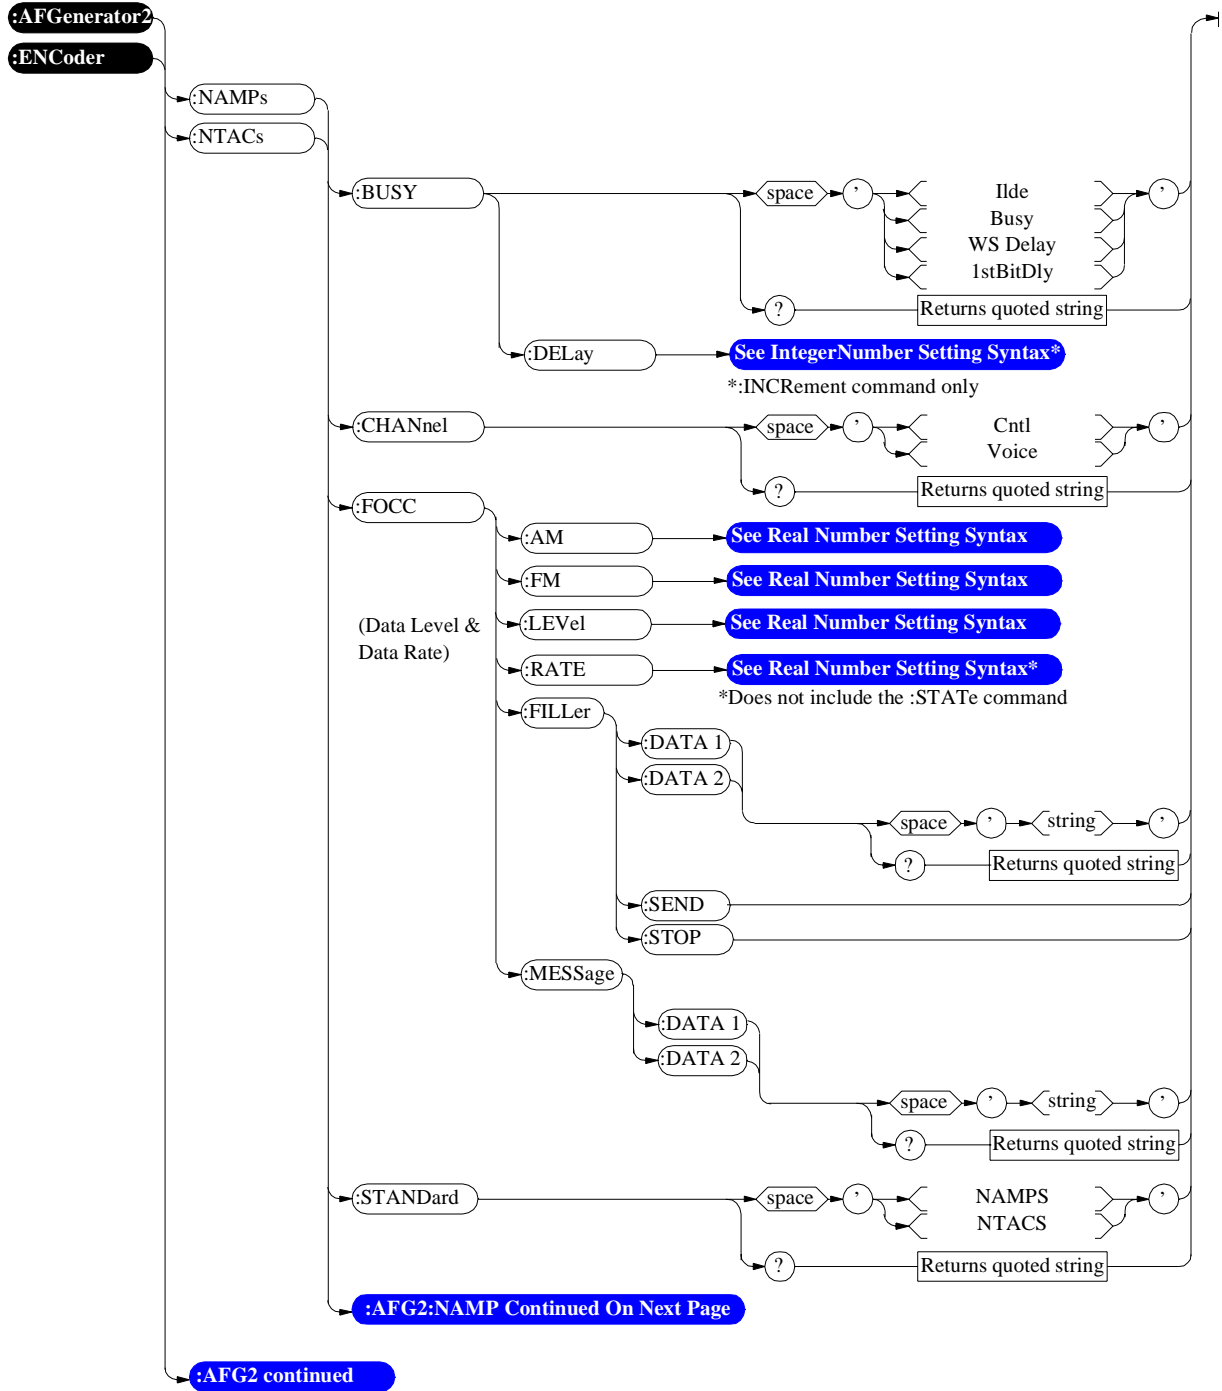 :AFGenerator2
:ENCoder
:NAMPs
:NTACs
:BUSY
space
’
Ilde
Busy
WS Delay
1stBitDly
’
?
Returns quoted string
:DELay
See IntegerNumber Setting Syntax*
*:INCRement command only
:CHANnel
space
’
Cntl
Voice
’
?
Returns quoted string
:FOCC
(Data Level &
Data Rate)
:AM
See Real Number Setting Syntax
:FM
See Real Number Setting Syntax
:LEVel
See Real Number Setting Syntax
:RATE
See Real Number Setting Syntax*
*Does not include the :STATe command
:FILLer
:DATA 1
:DATA 2
space
’
string
’
?
Returns quoted string
:SEND
:STOP
:MESSage
:DATA 1
:DATA 2
space
’
string
’
?
Returns quoted string
:STANDard
space
’
NAMPS
NTACS
’
?
Returns quoted string
:AFG2:NAMP Continued On Next Page
:AFG2 continued